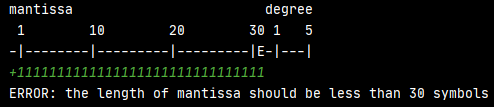 mantissa                        degree
 1        10        20        30  1   5
-|--------|---------|---------|E-|---|
+1111111111111111111111111111111
ERROR: the length of mantissa should be less than 30 symbols